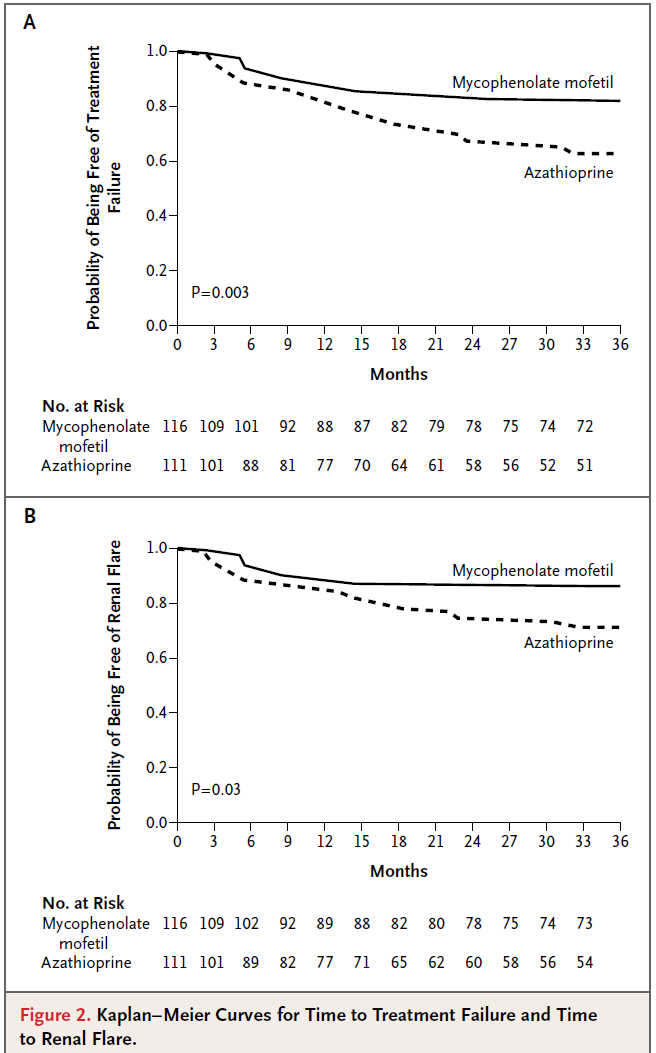 A
Probability of Being Free of Treatment
Failure
1.0
0.8
0.6
0.4
0.2
0.0
Mycophenolate mofetil
Azathioprine
P=0.003
0 3 6 9 12 15 18 21 24 27 30 33 36
Months
No. at Risk
Mycophenolate 116 109 101 92 88 87 82 79 78 75 74 72
mofetil
Azathioprine 111 101 88 81 77 70 64 61 58 56 52 51
B
Probability of Being Free of Renal Flare
1.0
0.8
0.6
0.4
0.2
0.0
Mycophenolate mofetil
Azathioprine
P=0.03
0 3 6 9 12 15 18 21 24 27 30 33 36
Months
No. at Risk
Mycophenolate 116 109 102 92 89 88 82 80 78 75 74 73
mofetil
Azathioprine 111 101 89 82 77 71 65 62 60 58 56 54
Figure 2. Kaplan–Meier Curves for Time to Treatment Failure and Time
to Renal Flare.